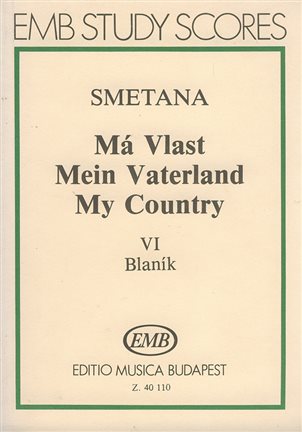 EMB STUDY SCORES
SMETANA
Má Vlast
Mein Vaterland
My Country
VI
Blaník
EMB
EDITIO MUSICA BUDAPEST
Z. 40 110